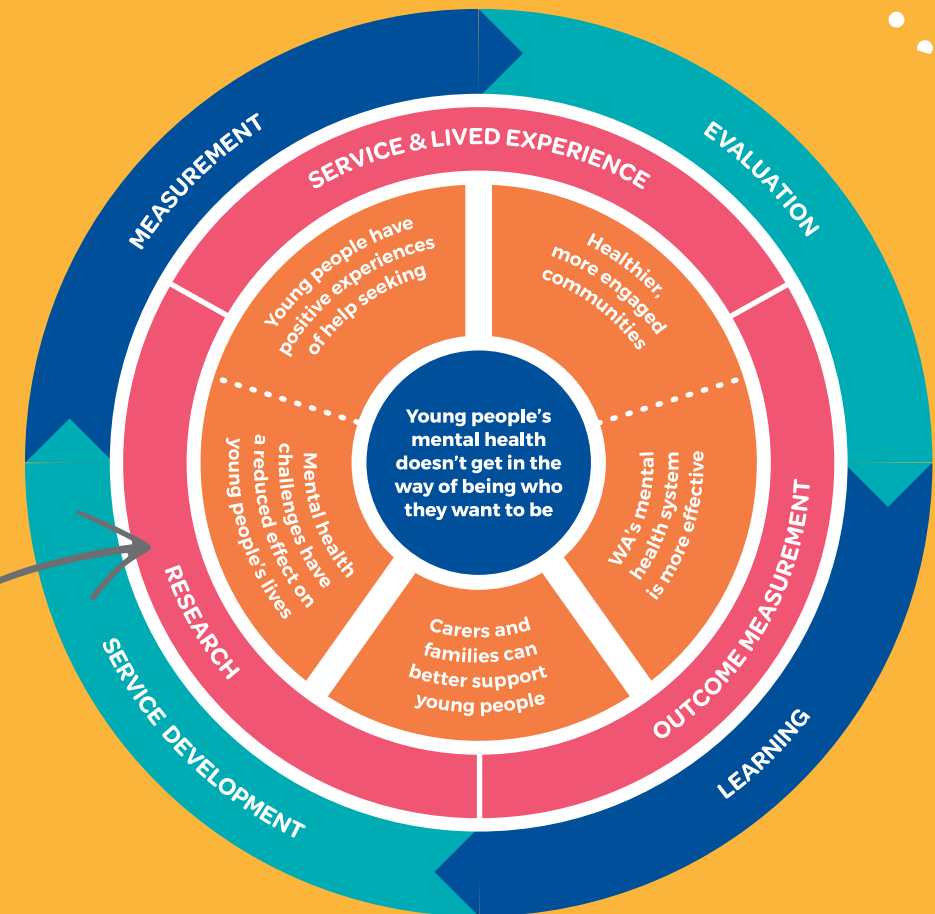 MEASUREMENT
EVALUATION
SERVICE & LIVED EXPERIENCE
Young people have
positive experiences
of help seeking
Healthier,
more engaged
communities
Young people's
mental health
doesn't get in the
way of being who
they want to be
Mental health
challenges have
a reduced effect on
young people's lives
WA's mental
health system
is more effective
Carers and
families can
better support
young people
RESEARCH
OUTCOME MEASUREMENT
SERVICE DEVELOPMENT
LEARNING